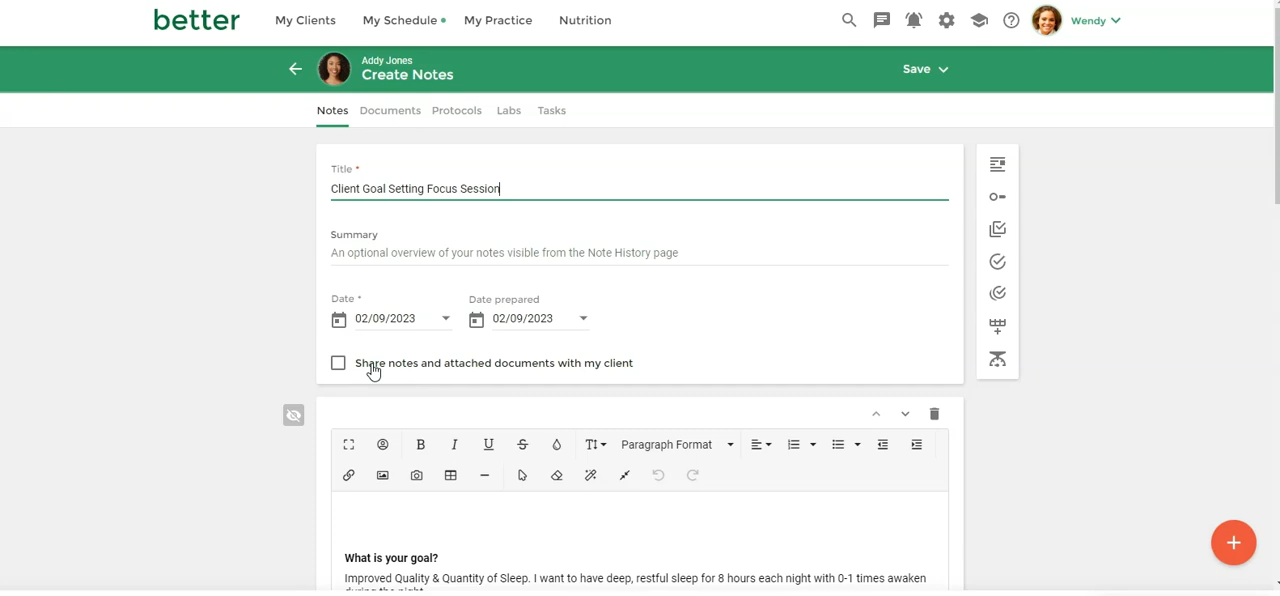 better
My Clients
My Schedule
My Practice
Nutrition
Wendy
Addy Jones
Create Notes
Save
Notes
Documents
Protocols
Labs
Tasks
Title *
Client Goal Setting Focus Session
Summary
An optional overview of your notes visible from the Note History page
Date *
Date prepared
02/09/2023
02/09/2023
Share notes and attached documents with my client
B
I
U
S
Paragraph Format
What is your goal?
Improved Quality & Quantity of Sleep. I want to have deep, restful sleep for 8 hours each night with 0-1 times awaken
during the night